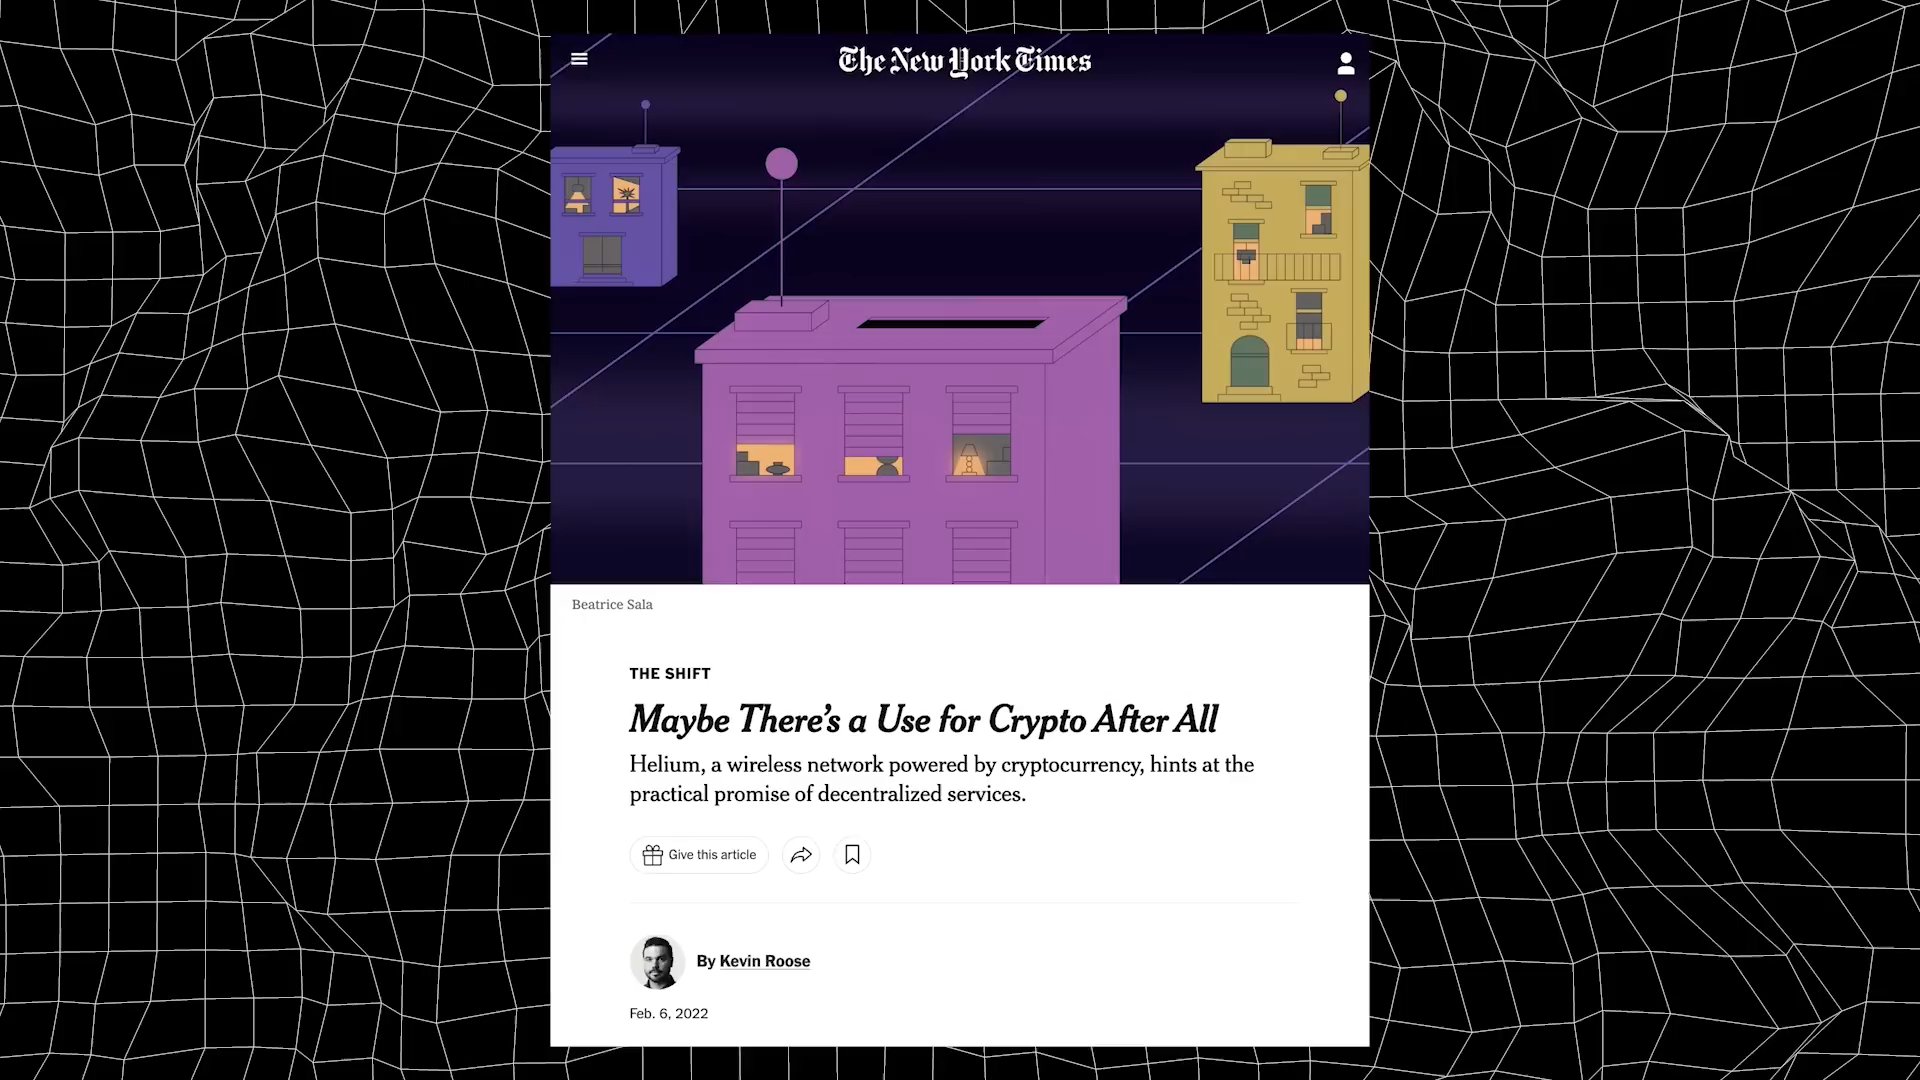 The New York Times
Beatrice Sala
THE SHIFT
Maybe There's a Use for Crypto After All
Helium, a wireless network powered by cryptocurrency, hints at the
practical promise of decentralized services.
Give this article
By Kevin Roose
Feb. 6, 2022